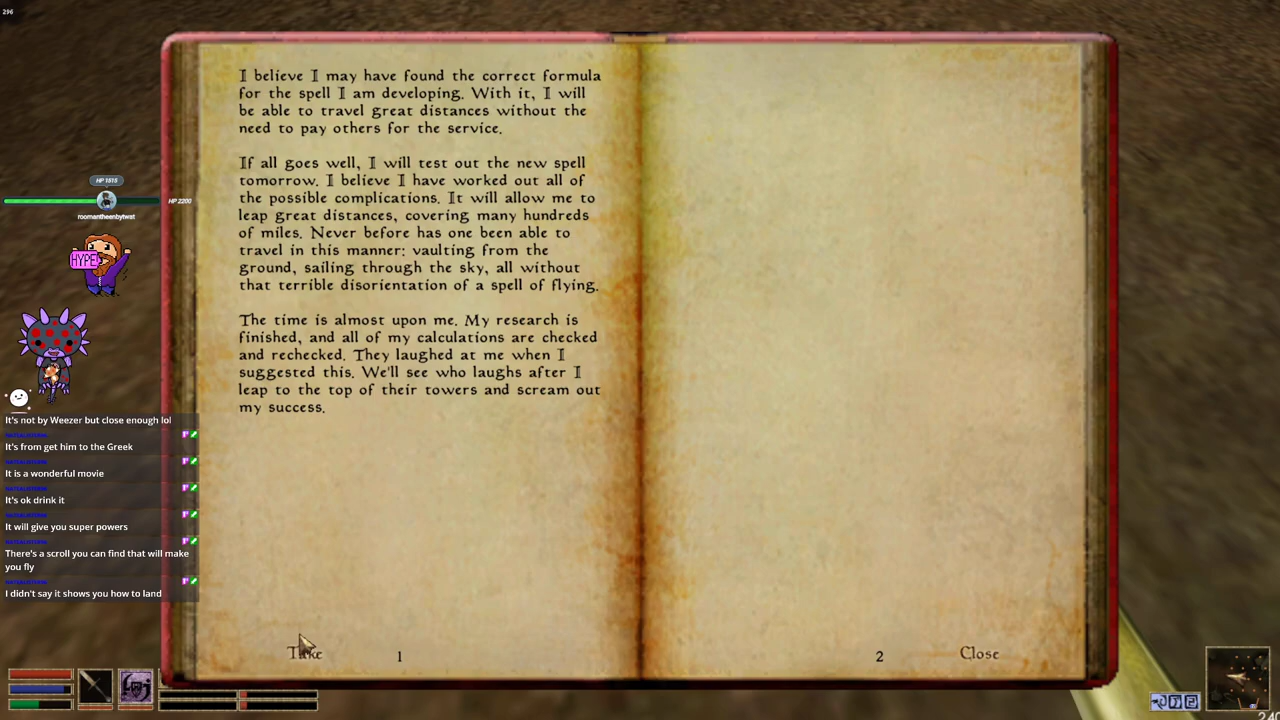 296
I believe I may have found the correct formula
for the spell I am developing. With it, I will
be able to travel great distances without the
need to pay others for the service.
If all goes well, I will test out the new spell
tomorrow. I believe I have worked out all of
the possible complications. It will allow me to
leap great distances, covering many hundreds
of miles. Never before has one been able to
travel in this manner: vaulting from the
ground, sailing through the sky, all without
that terrible disorientation of a spell of flying.
The time is almost upon me. My research is
finished, and all of my calculations are checked
and rechecked. They laughed at me when I
suggested this. We'll see who laughs after I
leap to the top of their towers and scream out
my success.
Take
1
2
Close
HP 1815
HP 2200
roomantheenbytwst
HYPE
It's not by Weezer but close enough lol
It's from get him to the Greek
It is a wonderful movie
It's ok drink it
It will give you super powers
There's a scroll you can find that will make
you fly
I didn't say it shows you how to land